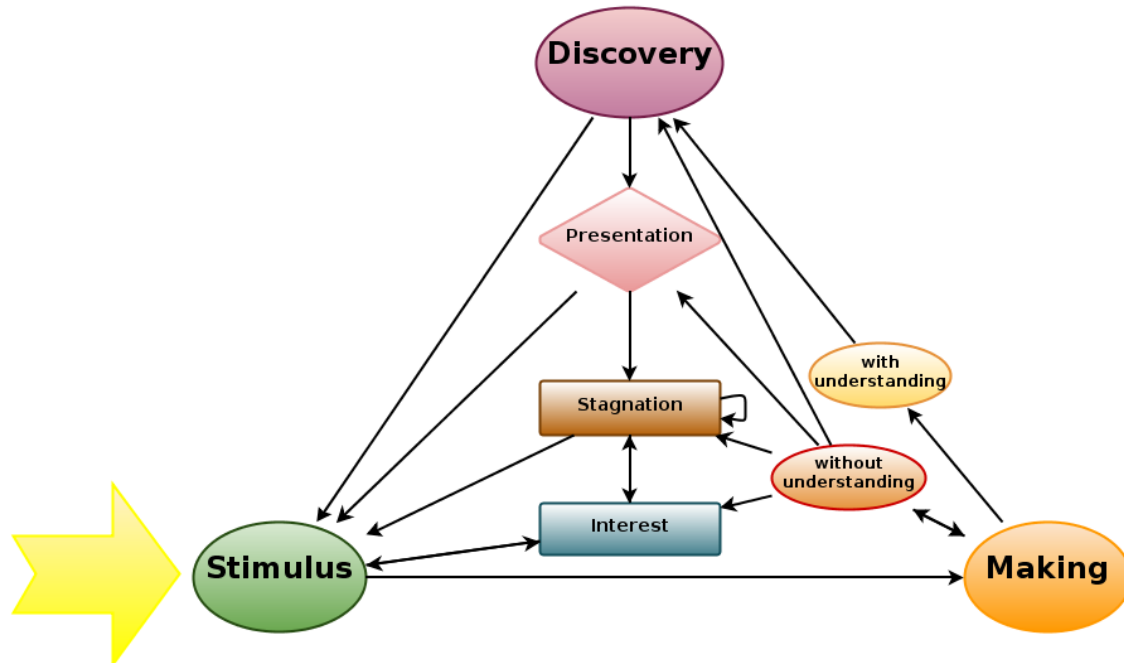 Discovery
Presentation
with
understanding
Stagnation
without
understanding
Interest
Stimulus
Making